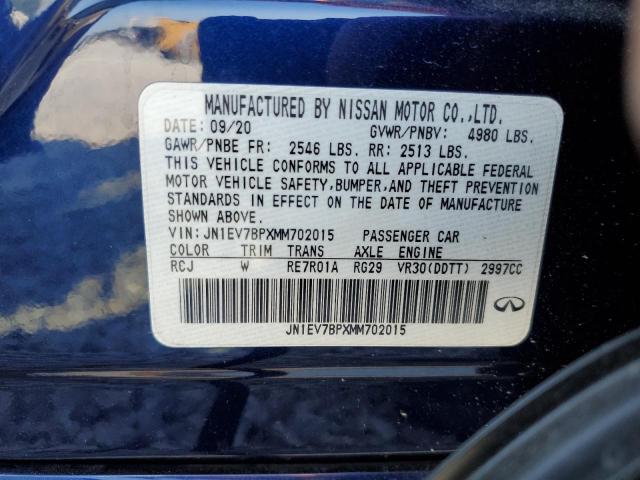 MANUFACTURED BY NISSAN MOTOR CO.,LTD.
DATE: 09/20 GVWR/PNBV: 4980 LBS.
GAWR/PNBE FR: 2546 LBS. RR: 2513 LBS.
THIS VEHICLE CONFORMS TO ALL APPLICABLE FEDERAL
MOTOR VEHICLE SAFETY, BUMPER, AND THEFT PREVENTION
STANDARDS IN EFFECT ON THE DATE OF MANUFACTURE
SHOWN ABOVE.
VIN: JN1EV7BPXMM702015 PASSENGER CAR
COLOR TRIM TRANS AXLE ENGINE
RCJ W RE7R01A RG29 VR30(DDTT) 2997CC
JN1EV7BPXMM702015